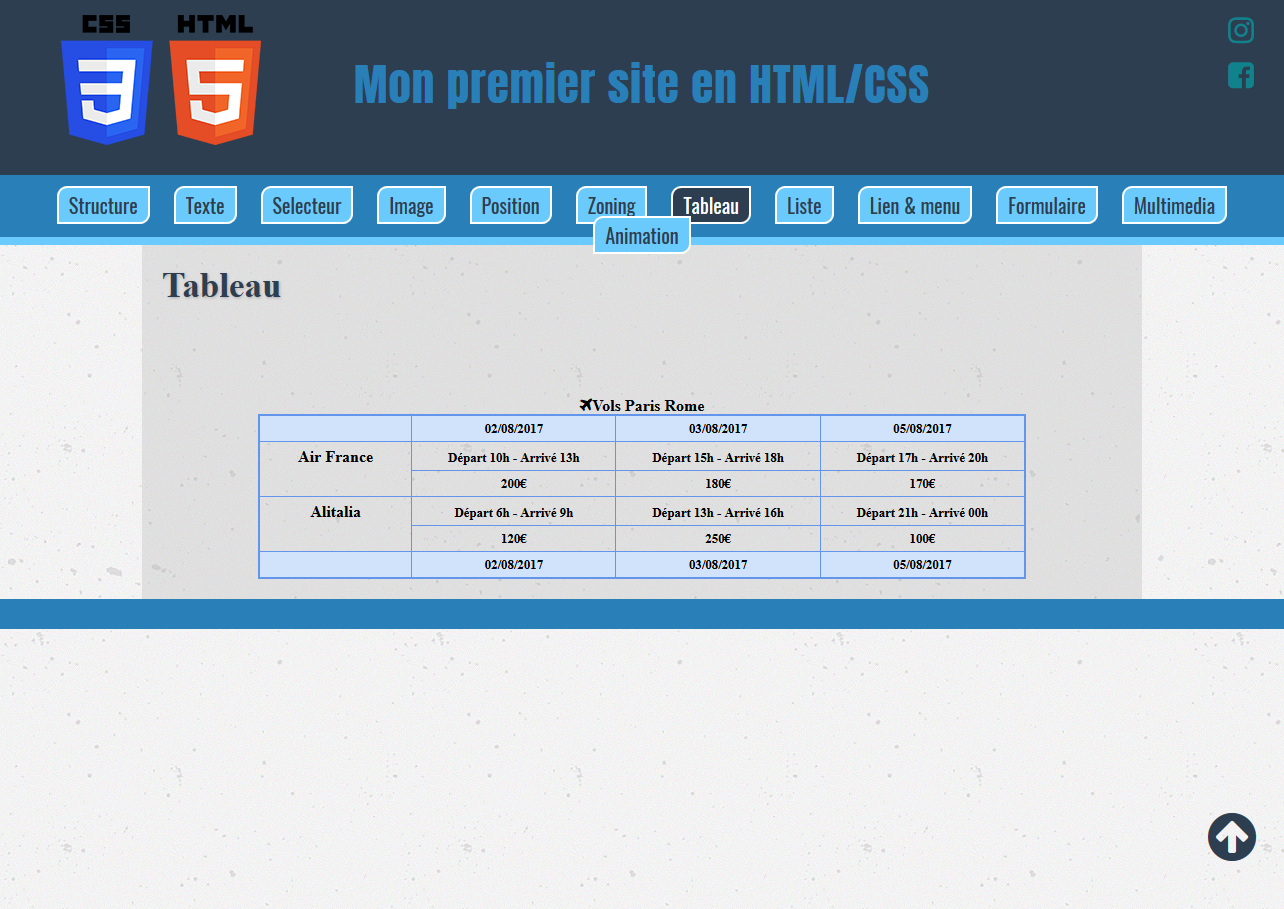 CSS HTML
Mon premier site en HTML/CSS
Structure Texte Selecteur Image Position Zoning Tableau Liste Lien & menu Formulaire Multimedia
Animation
Tableau
Vols Paris Rome
02/08/2017 03/08/2017 05/08/2017
Air France Départ 10h - Arrivé 13h Départ 15h - Arrivé 18h Départ 17h - Arrivé 20h
200€ 180€ 170€
Alitalia Départ 6h - Arrivé 9h Départ 13h - Arrivé 16h Départ 21h - Arrivé 00h
120€ 250€ 100€
02/08/2017 03/08/2017 05/08/2017